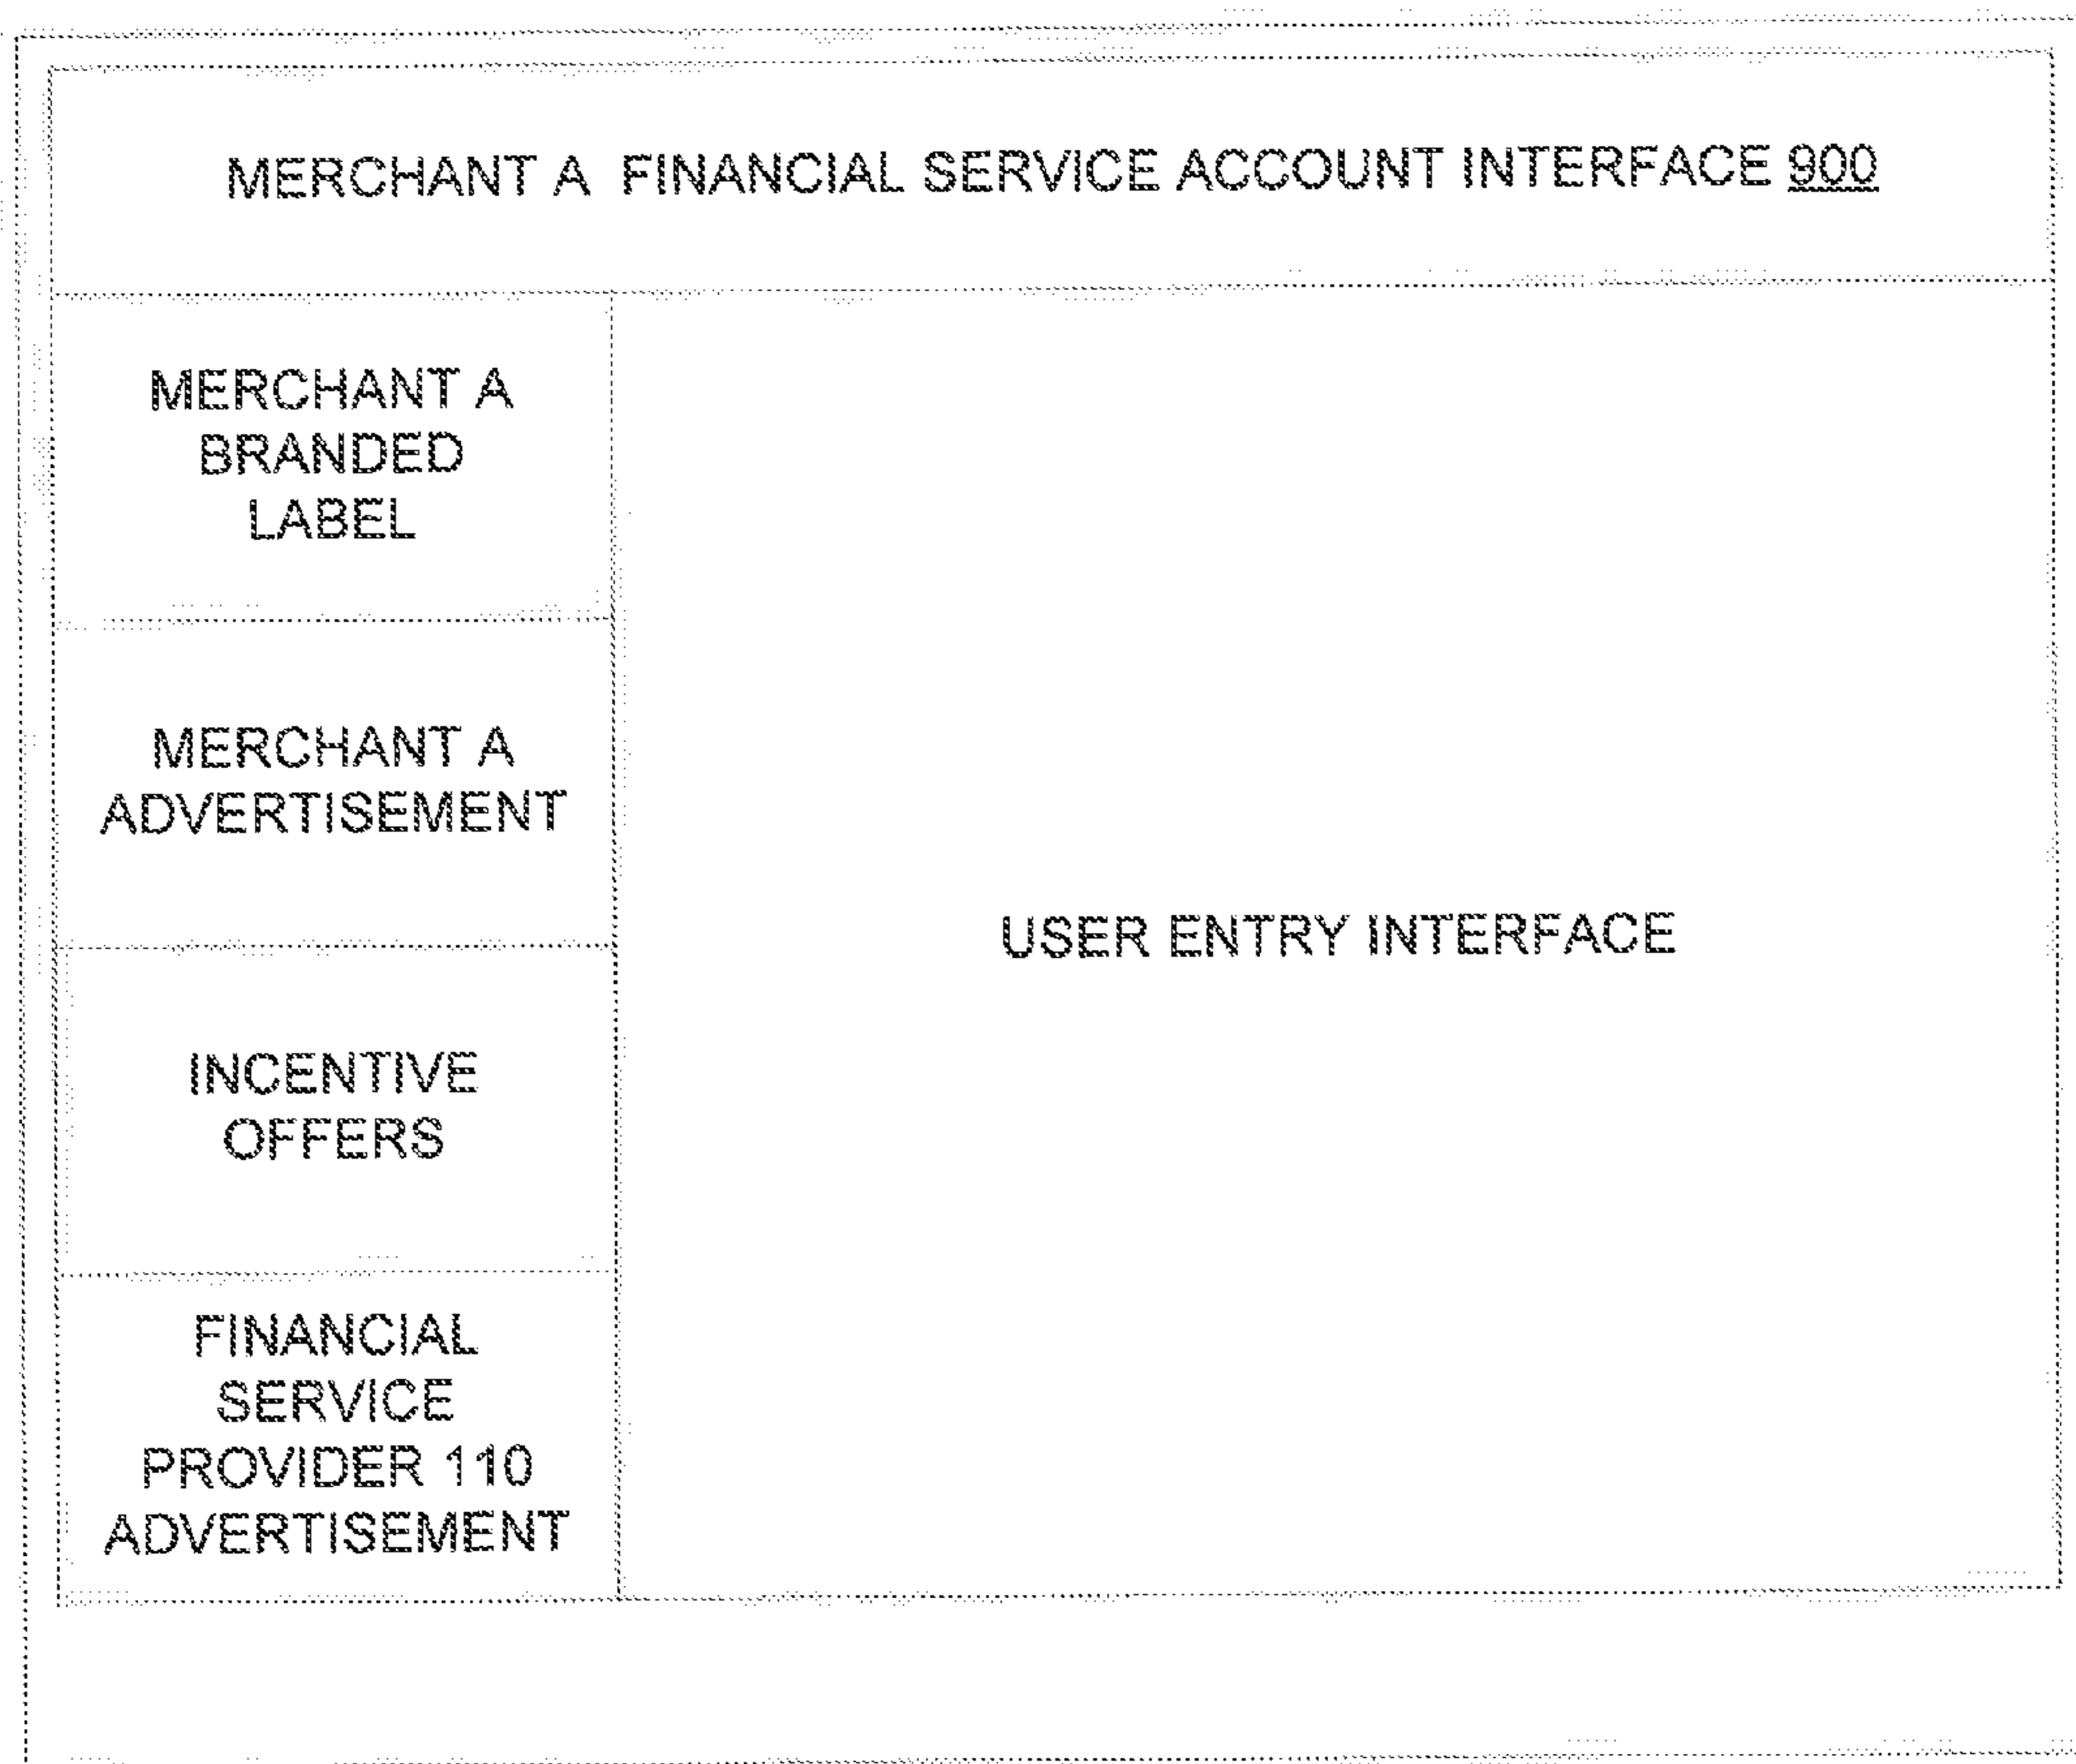 MERCHANT A FINANCIAL SERVICE ACCOUNT INTERFACE 900
MERCHANT A
BRANDED
LABEL
MERCHANT A
ADVERTISEMENT
INCENTIVE
OFFERS
FINANCIAL
SERVICE
PROVIDER 110
ADVERTISEMENT
USER ENTRY INTERFACE